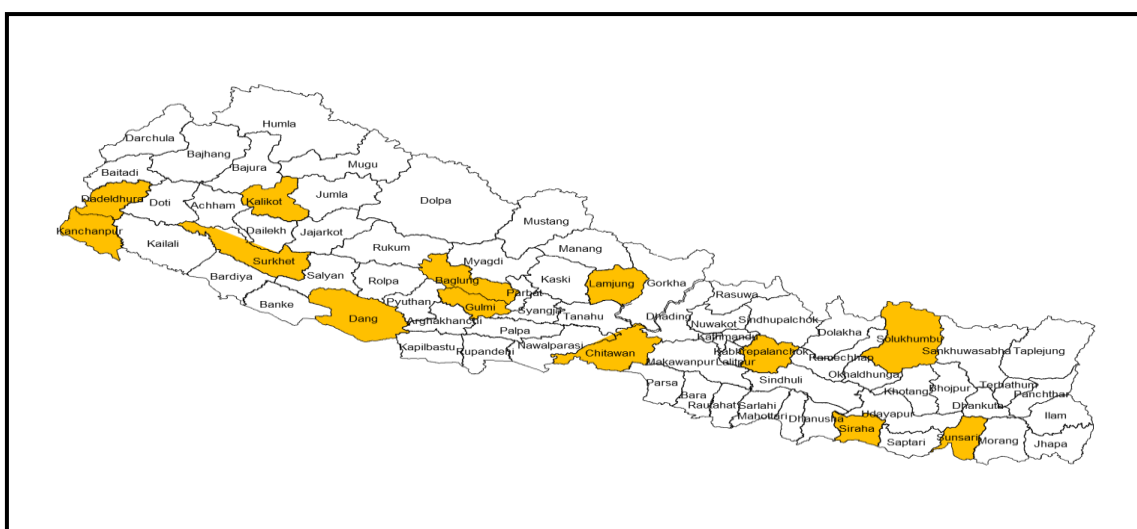 Humla
Darchula
Bajhang
Bajura
Mugu
Baitadi
Dadeldhura
Doti
Achham
Kalikot
Jumla
Dolpa
Mustang
Kanchanpur
Kailali
Dailekh
Jajarkot
Rukum
Manang
Surkhet
Salyan
Myagdi
Bardiya
Rolpa
Baglung
Kaski
Lamjung
Gorkha
Rasuwa
Banke
Pyuthan
Parbat
Gulmi
Syangja
Tanahu
Dhading
Nuwakot
Sindhupalchok
Dang
Arghakhanchi
Palpa
Kathmandu
Dolakha
Solukhumbu
Sankhuwasabha
Taplejung
Kapilbastu
Rupandehi
Nawalparasi
Chitawan
Makawanpur
Lalitpur
Kabhrepalanchok
Ramechhap
Okhaldhunga
Sindhuli
Khotang
Bhojpur
Terhathum
Panchthar
Parsa
Bara
Rautahat
Sarlahi
Mahottari
Dhanusha
Siraha
Udayapur
Dhankuta
Ilam
Saptari
Sunsari
Morang
Jhapa